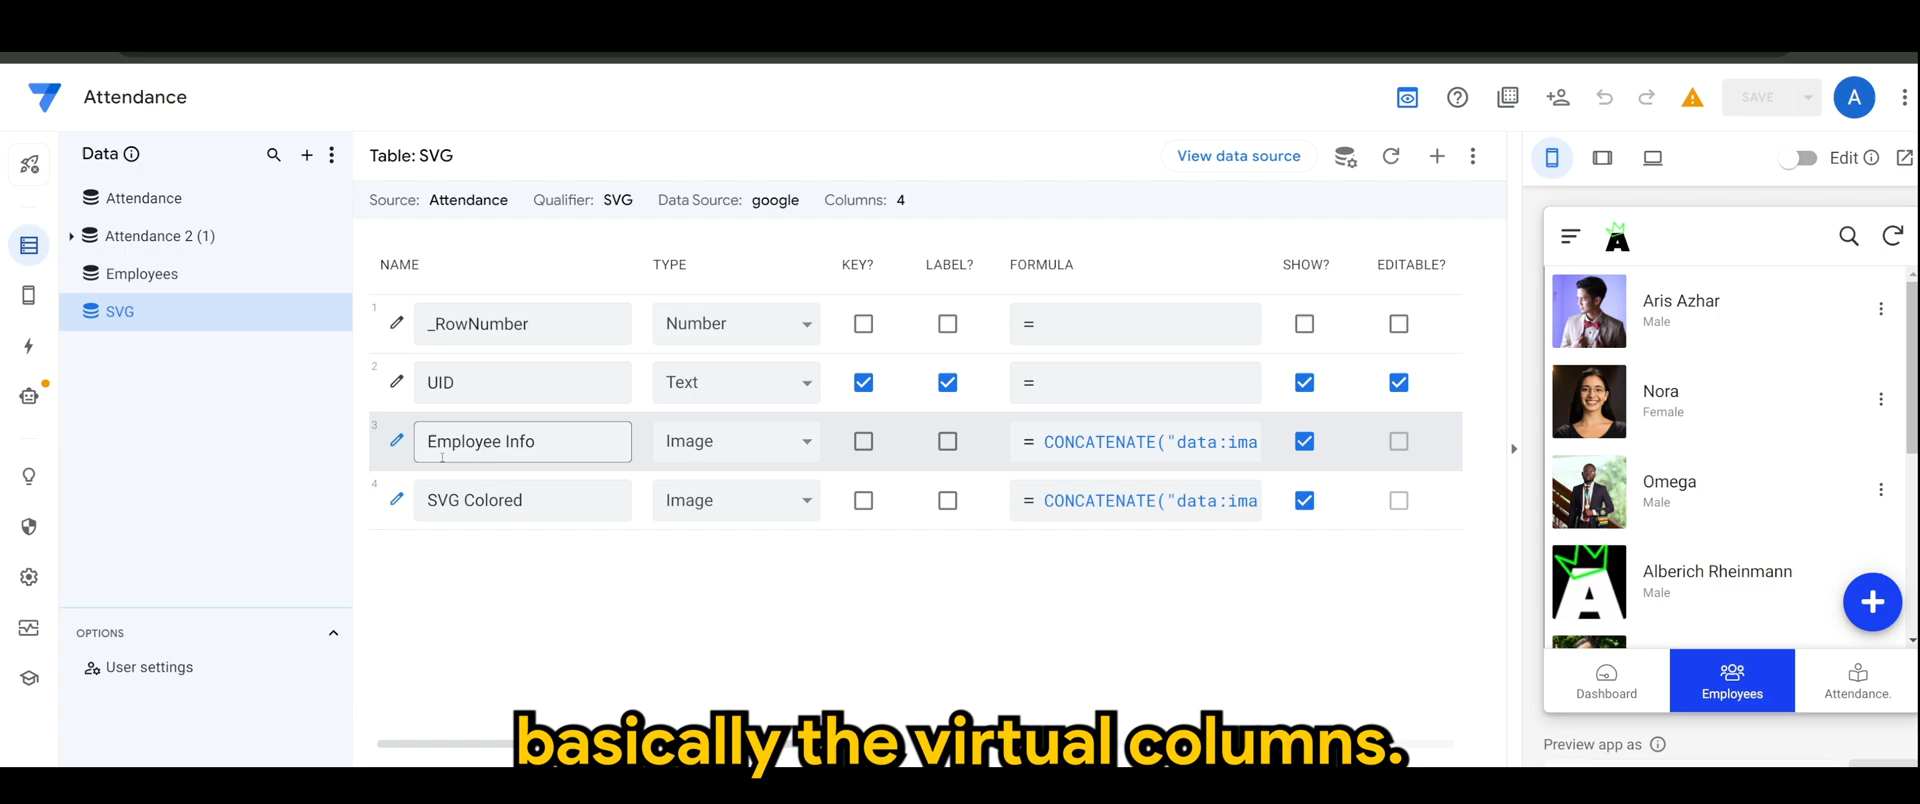 Attendance
SAVE
A
Data
Attendance
Attendance 2 (1)
Employees
SVG
OPTIONS
User settings
Table: SVG
View data source
Source: Attendance Qualifier: SVG Data Source: google Columns: 4
NAME TYPE KEY? LABEL? FORMULA SHOW? EDITABLE?
1 _RowNumber Number =
2 UID Text =
3 Employee Info Image = CONCATENATE("data:ima
4 SVG Colored Image = CONCATENATE("data:ima
Edit
Aris Azhar
Male
Nora
Female
Omega
Male
Alberich Rheinmann
Male
Dashboard
Employees
Attendance.
Preview app as
basically the virtual columns.